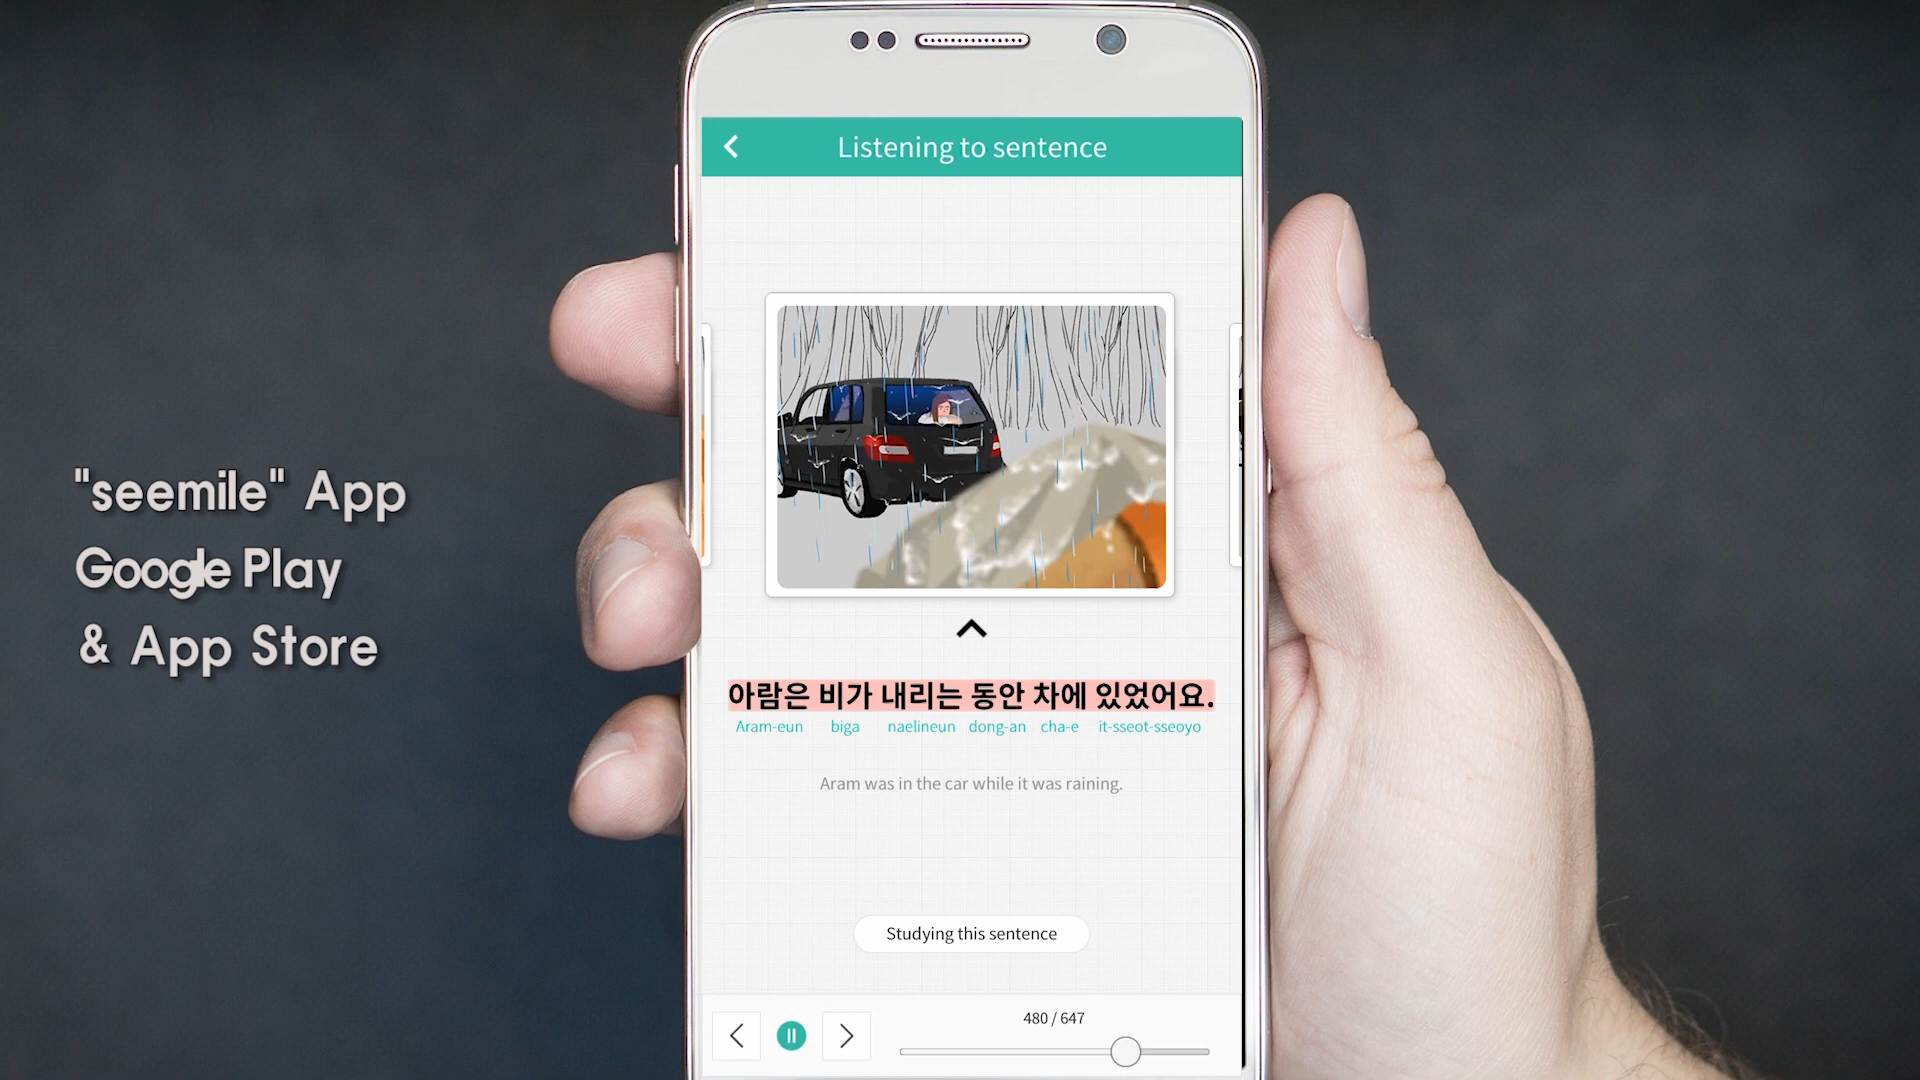 "seemile" App
Google Play
& App Store
Listening to sentence
아람은 비가 내리는 동안 차에 있었어요.
Aram-eun biga naelineun dong-an cha-e it-sseot-sseoyo
Aram was in the car while it was raining.
Studying this sentence
480 / 647